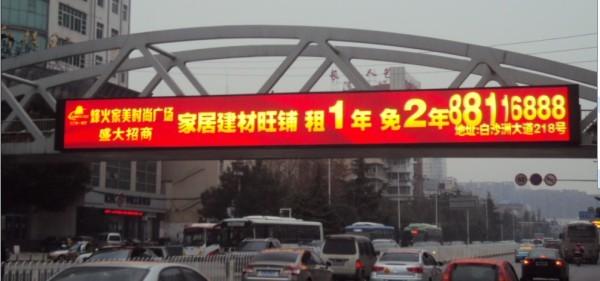 烽火家美时尚广场
盛大招商
家居建材旺铺 租1年 免2年
88116888
地址:白沙洲大道218号